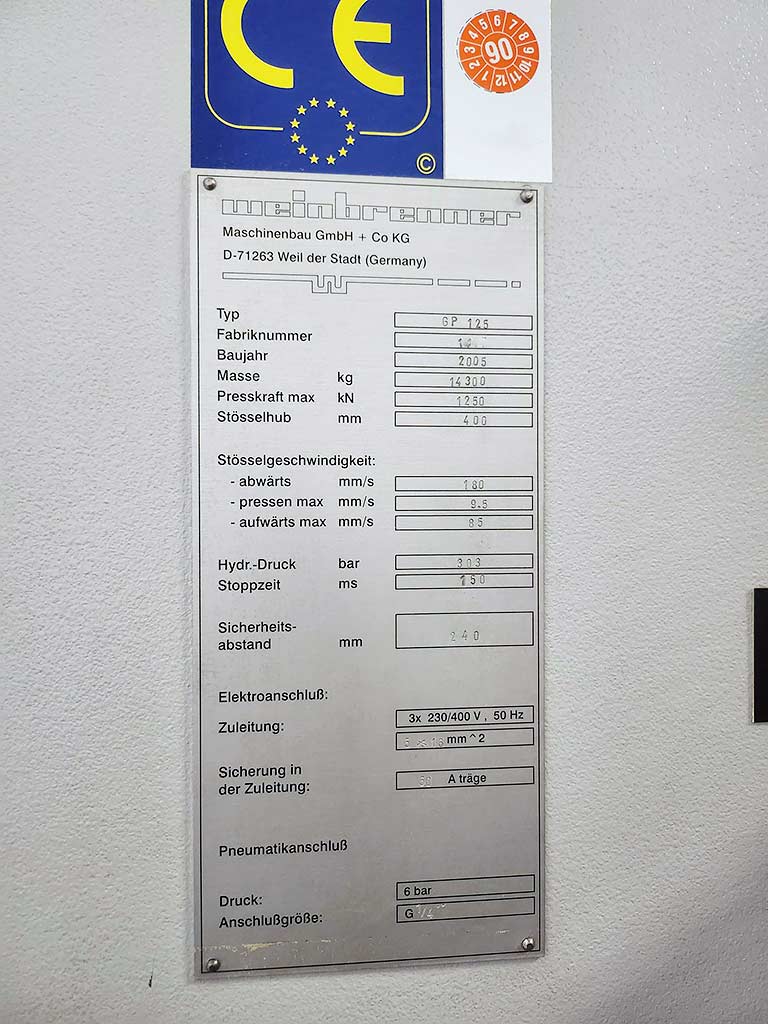 CE
©
90
1 2 3 4 5 6 7 8 9 10 11 12
weinbrenner
Maschinenbau GmbH + Co KG
D-71263 Weil der Stadt (Germany)
Typ GP 125
Fabriknummer
Baujahr 2005
Masse kg 14300
Presskraft max kN 1250
Stösselhub mm 400
Stösselgeschwindigkeit:
- abwärts mm/s 180
- pressen max mm/s 9.5
- aufwärts max mm/s 85
Hydr.-Druck bar 303
Stoppzeit ms 150
Sicherheits-
abstand mm 240
Elektroanschluß:
Zuleitung: 3x 230/400 V , 50 Hz
mm^2
Sicherung in
der Zuleitung: A träge
Pneumatikanschluß
Druck: 6 bar
Anschlußgröße: G